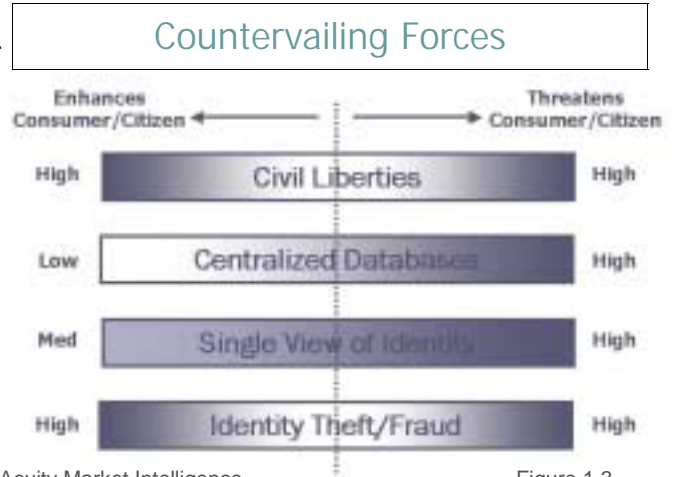 Countervailing Forces
Enhances Threatens
Consumer/Citizen Consumer/Citizen
High Civil Liberties High
Low Centralized Databases High
Med Single View of Identity High
High Identity Theft/Fraud High
Acuity Market Intelligence Figure 1.2